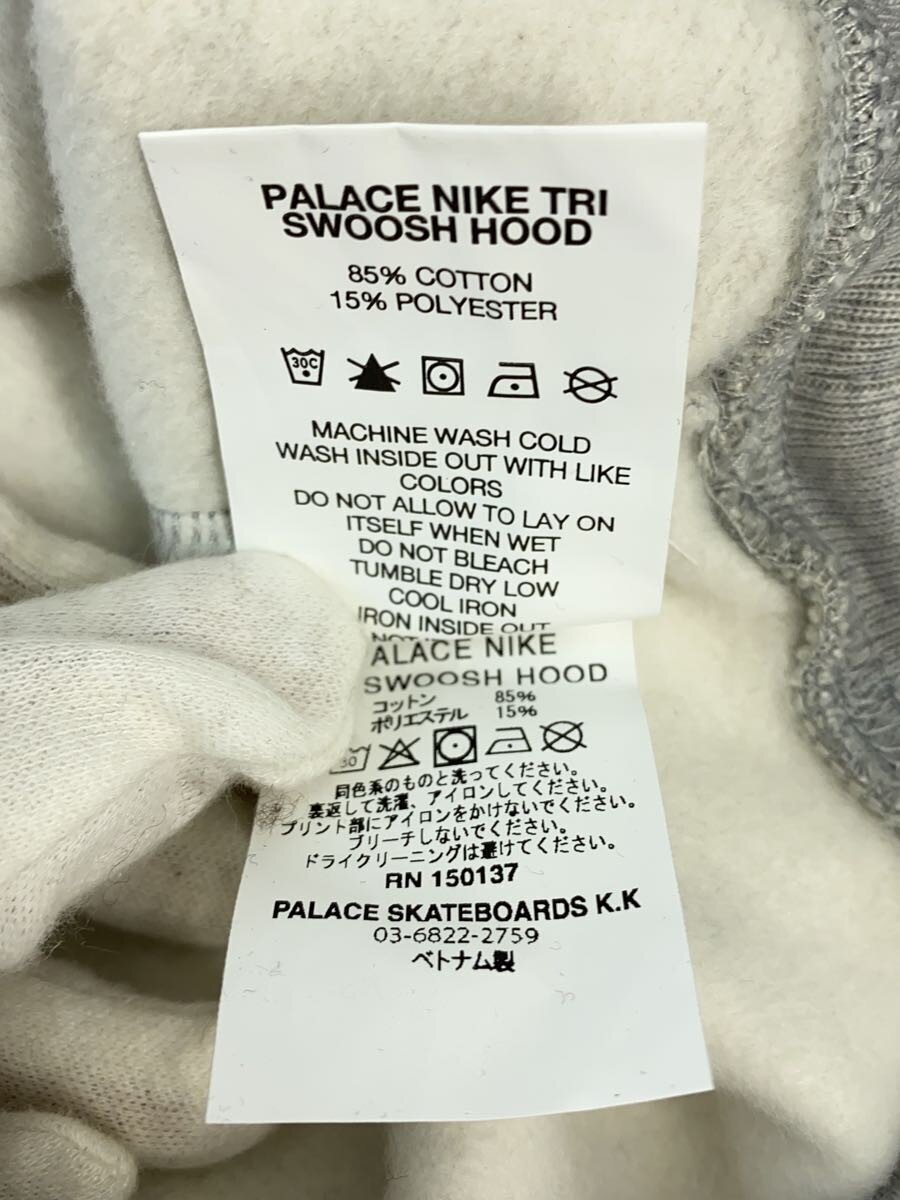 PALACE NIKE TRI
SWOOSH HOOD
85% COTTON
15% POLYESTER
30C
MACHINE WASH COLD
WASH INSIDE OUT WITH LIKE
COLORS
DO NOT ALLOW TO LAY ON
ITSELF WHEN WET
DO NOT BLEACH
TUMBLE DRY LOW
COOL IRON
IRON INSIDE OUT
ALACE NIKE
SWOOSH HOOD
コットン 85%
ポリエステル 15%
30
同色系のものと洗ってください。
裏返して洗濯、アイロンしてください。
プリント部にアイロンをかけないでください。
ブリーチしないでください。
ドライクリーニングは避けてください。
RN 150137
PALACE SKATEBOARDS K.K
03-6822-2759
ベトナム製